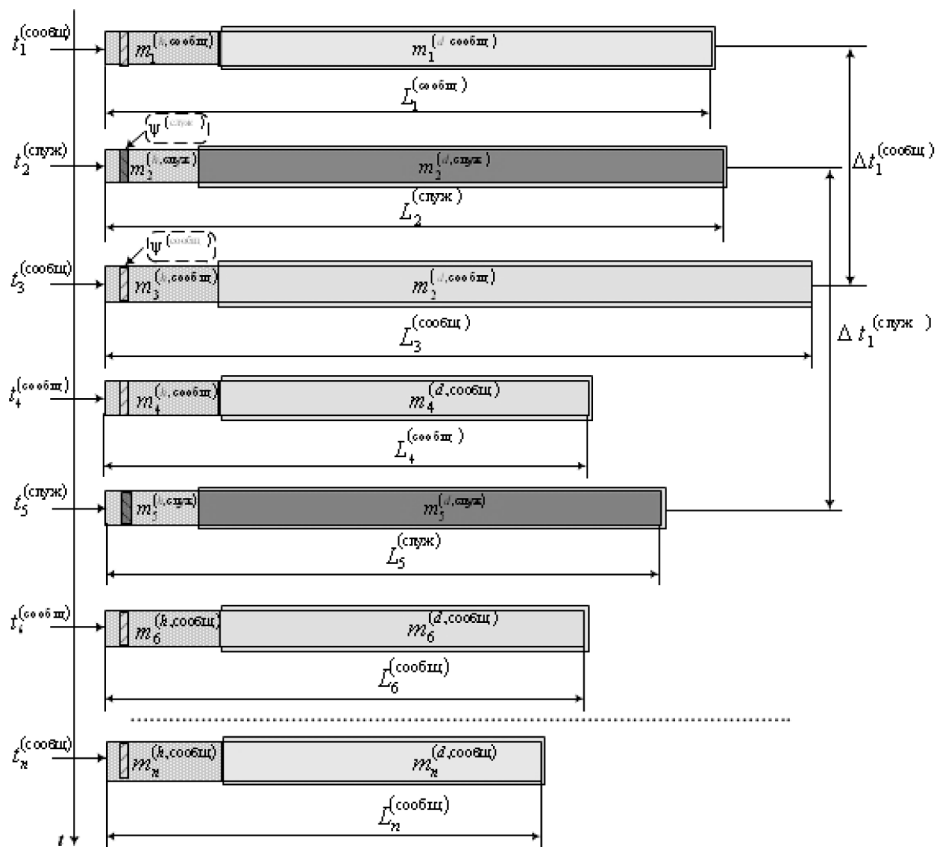 t₁^(сообщ) m₁^(h,сообщ) m₁^(d сообщ)
L₁^(сообщ)
Δt₁^(сообщ)
ψ^(служ)
t₂^(служ) m₂^(h,служ) m₂^(d,служ)
L₂^(служ)
ψ^(сообщ)
t₃^(сообщ) m₃^(h,сообщ) m₂^(d,сообщ)
L₃^(сообщ)
Δt₁^(служ)
t₄^(сообщ) m₄^(h,сообщ) m₄^(d,сообщ)
L₄^(сообщ)
t₅^(служ) m₅^(h,служ) m₅^(d,служ)
L₅^(служ)
t^(сообщ) m₆^(h,сообщ) m₆^(d,сообщ)
L₆^(сообщ)
tₙ^(сообщ) mₙ^(h,сообщ) mₙ^(d,сообщ)
Lₙ^(сообщ)
t